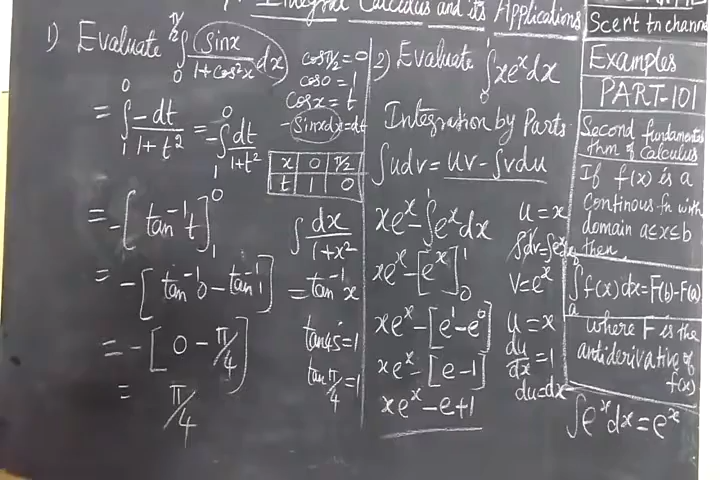 Integral Calculus and its Applications
1) Evaluate ∫₀^{π/2} sinx/(1+cos²x) dx
cos π/2 = 0
cos0 = 1
cosx = t
-sinxdx = dt
= ∫₁⁰ -dt/(1+t²) = -∫₁⁰ dt/(1+t²)
x | 0 | π/2
t | 1 | 0
= -[tan⁻¹t]₁⁰
∫ dx/(1+x²)
= tan⁻¹x
= -[tan⁻¹0 - tan⁻¹1]
= -[0 - π/4]
tan45 = 1
tan π/4 = 1
= π/4
2) Evaluate ∫₀¹ xeˣdx
Integration by Parts
∫udv = uv - ∫vdu
xeˣ - ∫eˣdx
u = x
∫dv = ∫eˣdx
xeˣ - [eˣ]₀¹
v = eˣ
xeˣ - [e¹ - e⁰]
u = x
xeˣ - [e - 1]
du/dx = 1
du = dx
xeˣ - e + 1
Scert tn channel
Examples
PART-101
Second fundamental
thm of Calculus
If f(x) is a
Continous fn with
domain a≤x≤b
then,
∫ₐᵇ f(x)dx = F(b)-F(a)
where F is the
antiderivative of
f(x)
∫eˣdx = eˣ